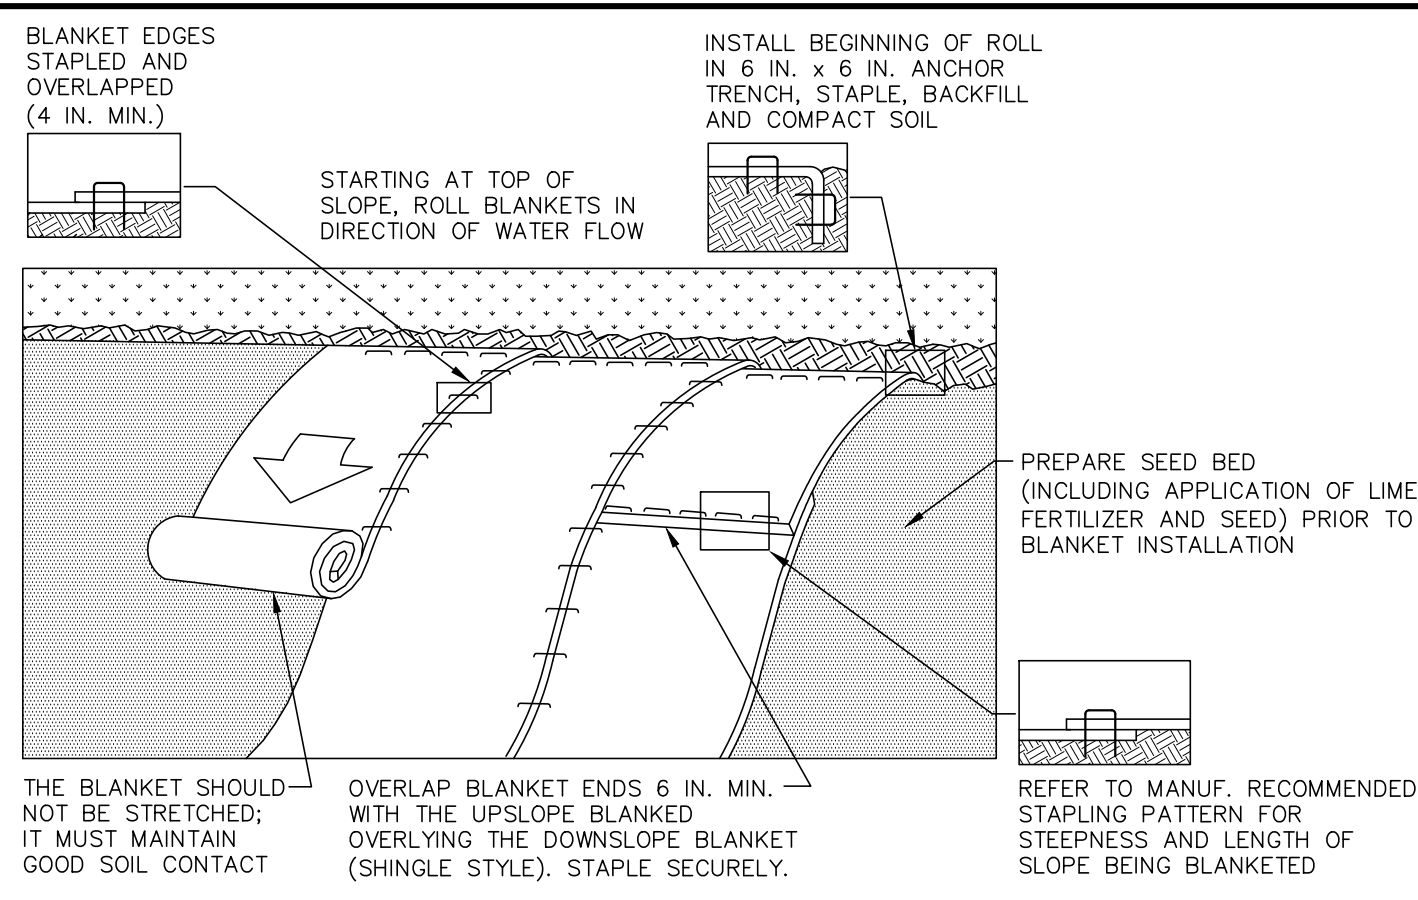 BLANKET EDGES
STAPLED AND
OVERLAPPED
(4 IN. MIN.)
STARTING AT TOP OF
SLOPE, ROLL BLANKETS IN
DIRECTION OF WATER FLOW
INSTALL BEGINNING OF ROLL
IN 6 IN. x 6 IN. ANCHOR
TRENCH, STAPLE, BACKFILL
AND COMPACT SOIL
PREPARE SEED BED
(INCLUDING APPLICATION OF LIME
FERTILIZER AND SEED) PRIOR TO
BLANKET INSTALLATION
THE BLANKET SHOULD
NOT BE STRETCHED;
IT MUST MAINTAIN
GOOD SOIL CONTACT
OVERLAP BLANKET ENDS 6 IN. MIN.
WITH THE UPSLOPE BLANKED
OVERLYING THE DOWNSLOPE BLANKET
(SHINGLE STYLE). STAPLE SECURELY.
REFER TO MANUF. RECOMMENDED
STAPLING PATTERN FOR
STEEPNESS AND LENGTH OF
SLOPE BEING BLANKETED